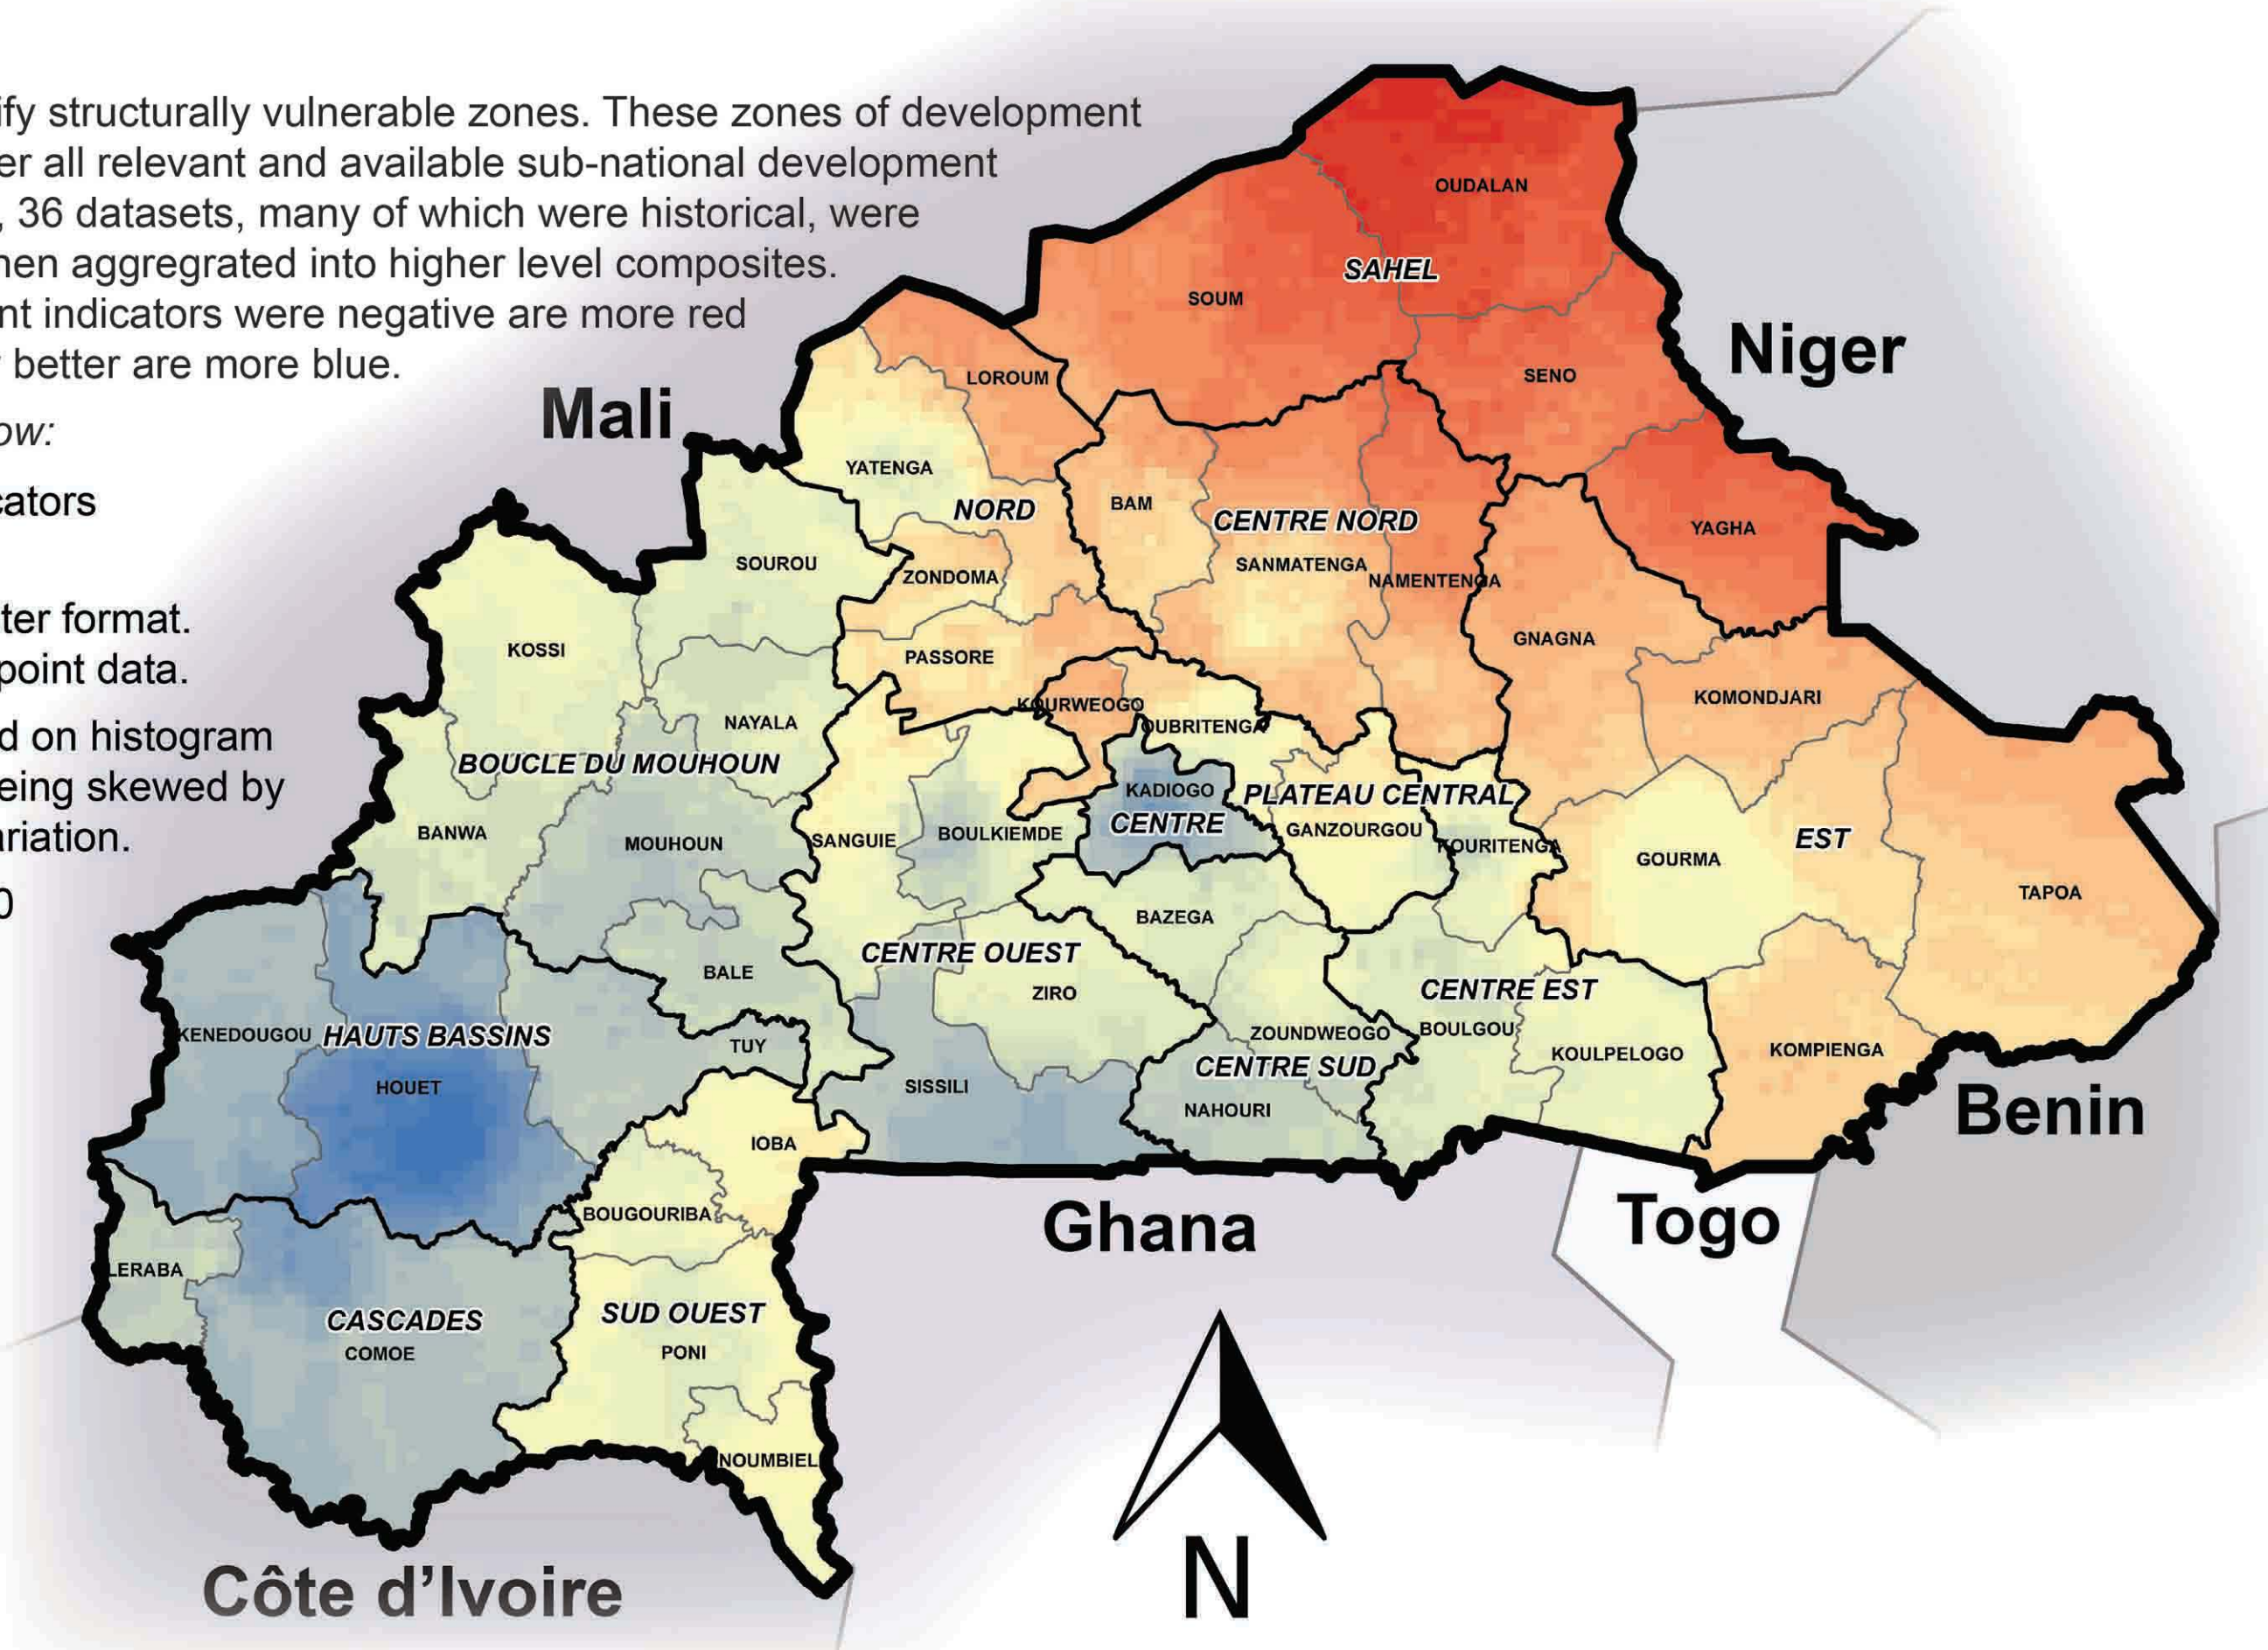 ify structurally vulnerable zones. These zones of development
er all relevant and available sub-national development
, 36 datasets, many of which were historical, were
hen aggregrated into higher level composites.
nt indicators were negative are more red
better are more blue.
ow:
cators
ter format.
point data.
d on histogram
eing skewed by
ariation.
0
Mali
Niger
Benin
Togo
Ghana
Côte d’Ivoire
N
OUDALAN
SAHEL
SOUM
SENO
YAGHA
LOROUM
YATENGA
NORD
ZONDOMA
PASSORE
BAM
CENTRE NORD
SANMATENGA
NAMENTENGA
GNAGNA
KOMONDJARI
EST
GOURMA
TAPOA
KOMPIENGA
SOUROU
KOSSI
NAYALA
BOUCLE DU MOUHOUN
BANWA
MOUHOUN
BALE
KOURWEOGO
OUBRITENGA
PLATEAU CENTRAL
GANZOURGOU
KADIOGO
CENTRE
KOURITENGA
SANGUIE
BOULKIEMDE
CENTRE OUEST
ZIRO
SISSILI
BAZEGA
ZOUNDWEOGO
CENTRE SUD
NAHOURI
CENTRE EST
BOULGOU
KOULPELOGO
KENEDOUGOU
HAUTS BASSINS
HOUET
TUY
IOBA
BOUGOURIBA
SUD OUEST
PONI
NOUMBIEL
LERABA
CASCADES
COMOE